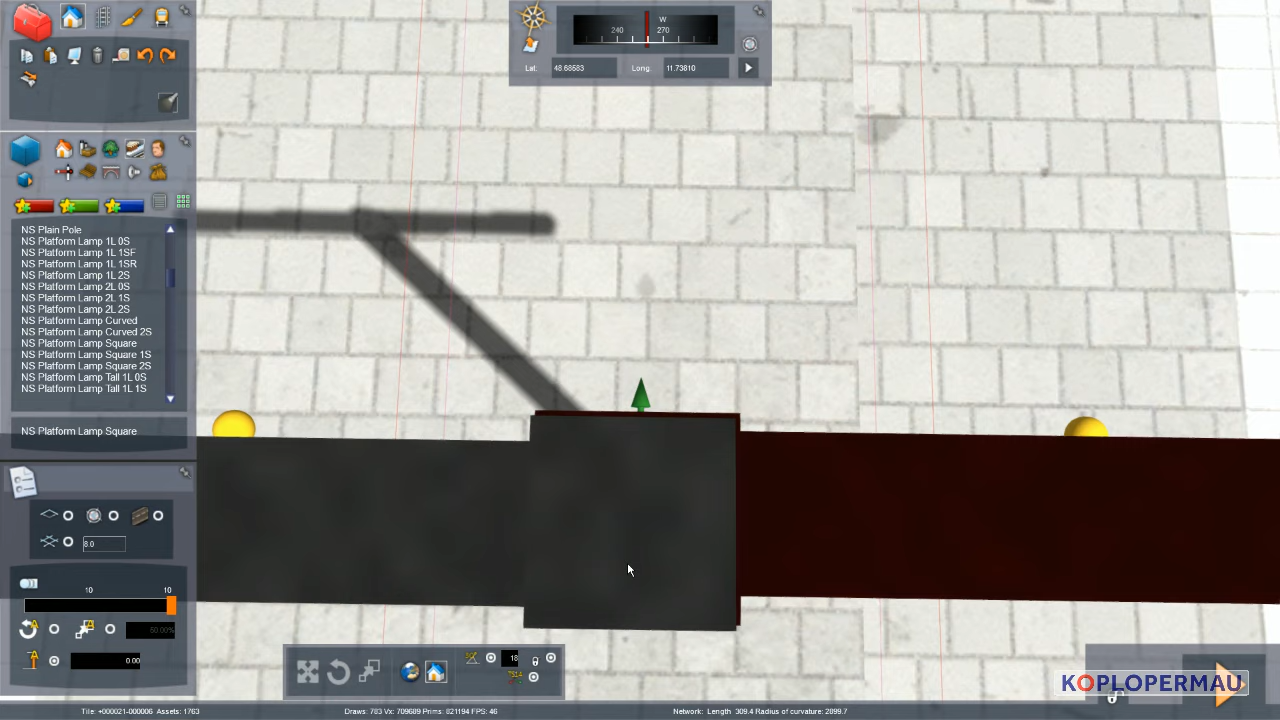 W
240 270
Lat: 48.68583 Long: 11.73810
NS Plain Pole
NS Platform Lamp 1L 0S
NS Platform Lamp 1L 1SF
NS Platform Lamp 1L 1SR
NS Platform Lamp 1L 2S
NS Platform Lamp 2L 0S
NS Platform Lamp 2L 1S
NS Platform Lamp 2L 2S
NS Platform Lamp Curved
NS Platform Lamp Curved 2S
NS Platform Lamp Square
NS Platform Lamp Square 1S
NS Platform Lamp Square 2S
NS Platform Lamp Tall 1L 0S
NS Platform Lamp Tall 1L 1S
NS Platform Lamp Square
8.0
10 10
50.00%
0.00
18
KOPLOPERMAU
Tile: +000021-000006 Assets: 1763 Draws: 783 Vx: 709689 Prims: 821194 FPS: 46 Network: Length 309.4 Radius of curvature: 2899.7